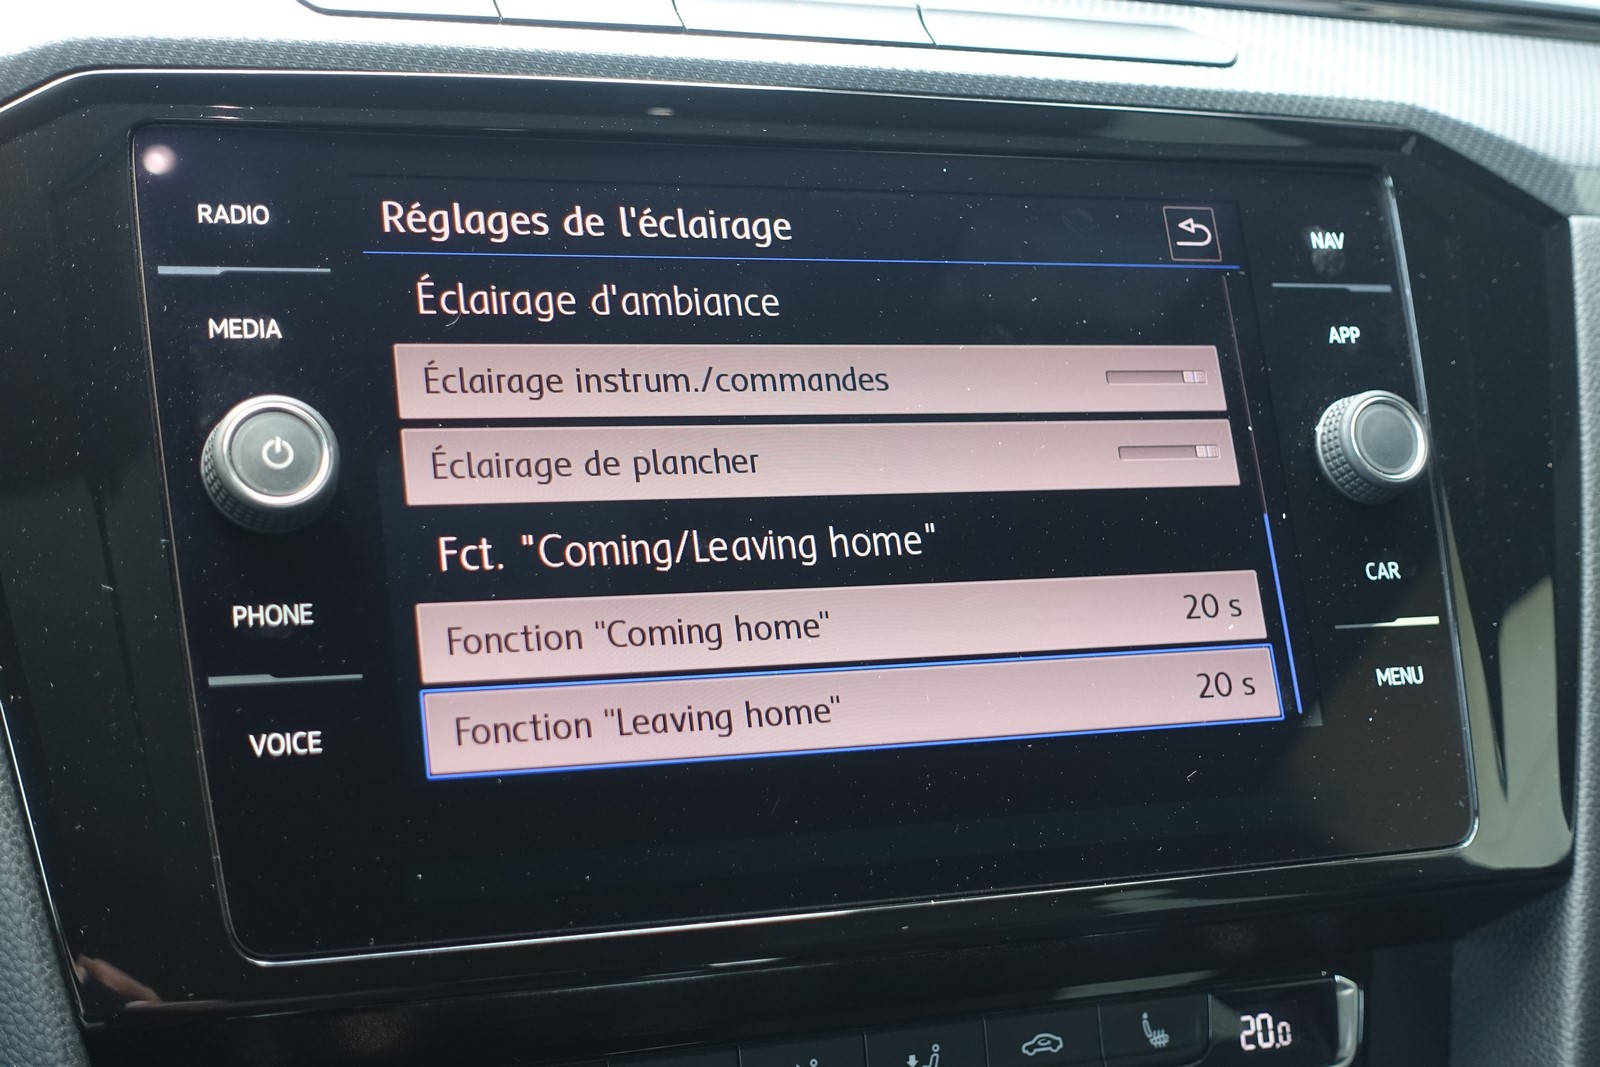 RADIO
MEDIA
PHONE
VOICE
Réglages de l'éclairage
Éclairage d'ambiance
Éclairage instrum./commandes
Éclairage de plancher
Fct. "Coming/Leaving home"
Fonction "Coming home" 20 s
Fonction "Leaving home" 20 s
NAV
APP
CAR
MENU
20.0